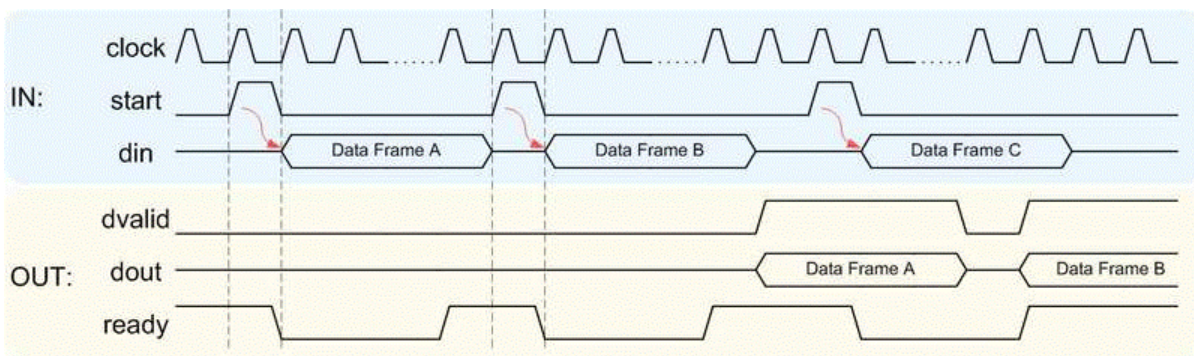 IN:
clock
start
din
Data Frame A
Data Frame B
Data Frame C
OUT:
dvalid
dout
Data Frame A
Data Frame B
ready